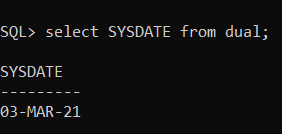 SQL> select SYSDATE from dual;
SYSDATE
---------
03-MAR-21